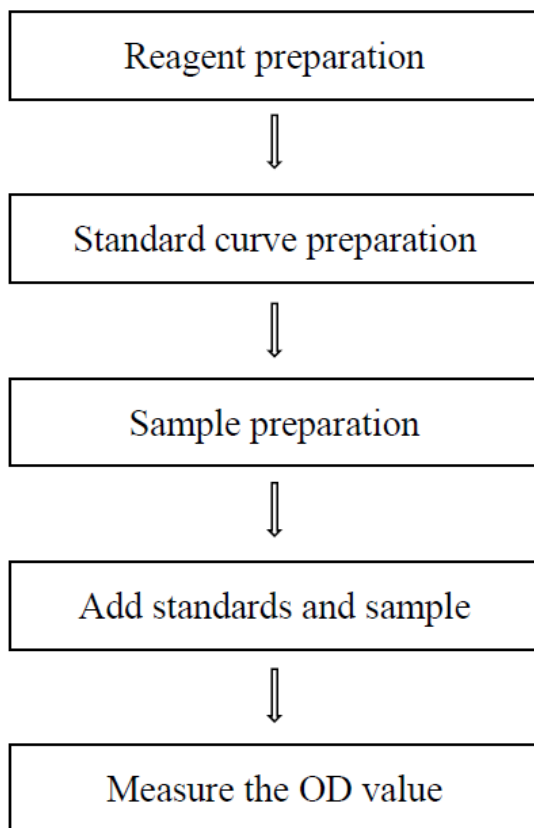 Reagent preparation
Standard curve preparation
Sample preparation
Add standards and sample
Measure the OD value